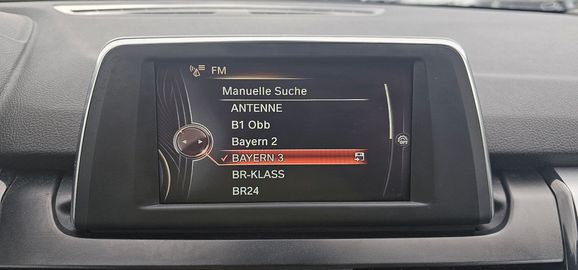 FM
Manuelle Suche
ANTENNE
B1 Obb
Bayern 2
BAYERN 3
BR-KLASS
BR24